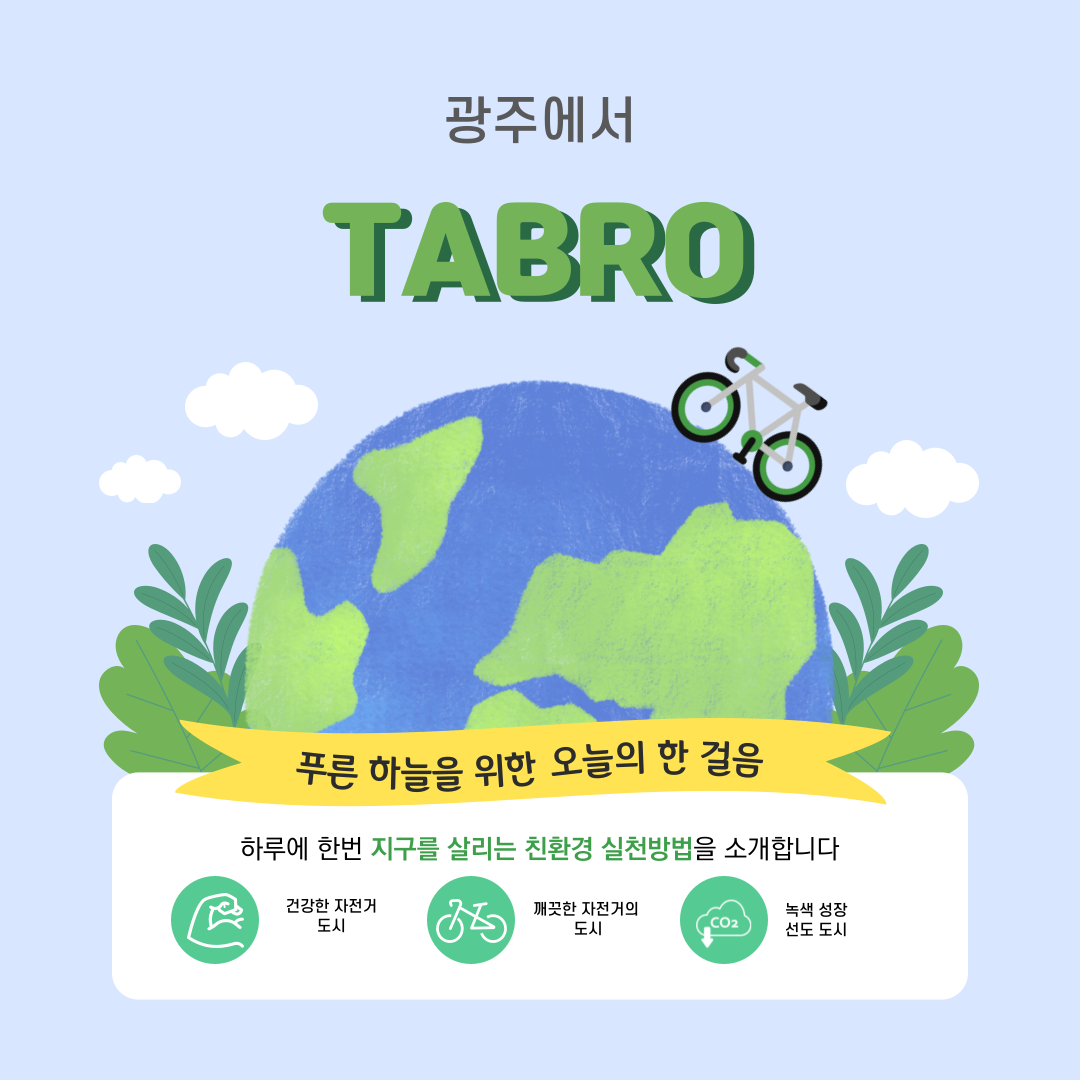 광주에서
TABRO
푸른 하늘을 위한 오늘의 한 걸음
하루에 한번 지구를 살리는 친환경 실천방법을 소개합니다
건강한 자전거
도시
깨끗한 자전거의
도시
CO2
녹색 성장
선도 도시